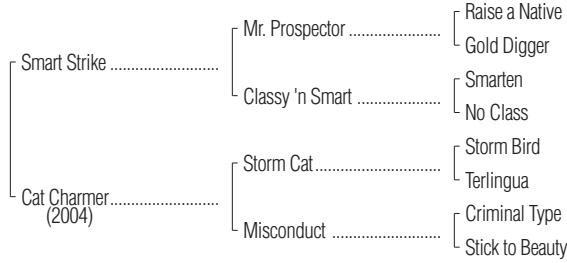 Raise a Native
Mr. Prospector ......................
Gold Digger
Smart Strike ..........................
Smarten
Classy 'n Smart ....................
No Class
Storm Bird
Storm Cat..............................
Terlingua
Cat Charmer..........................
(2004)
Criminal Type
Misconduct ..........................
Stick to Beauty